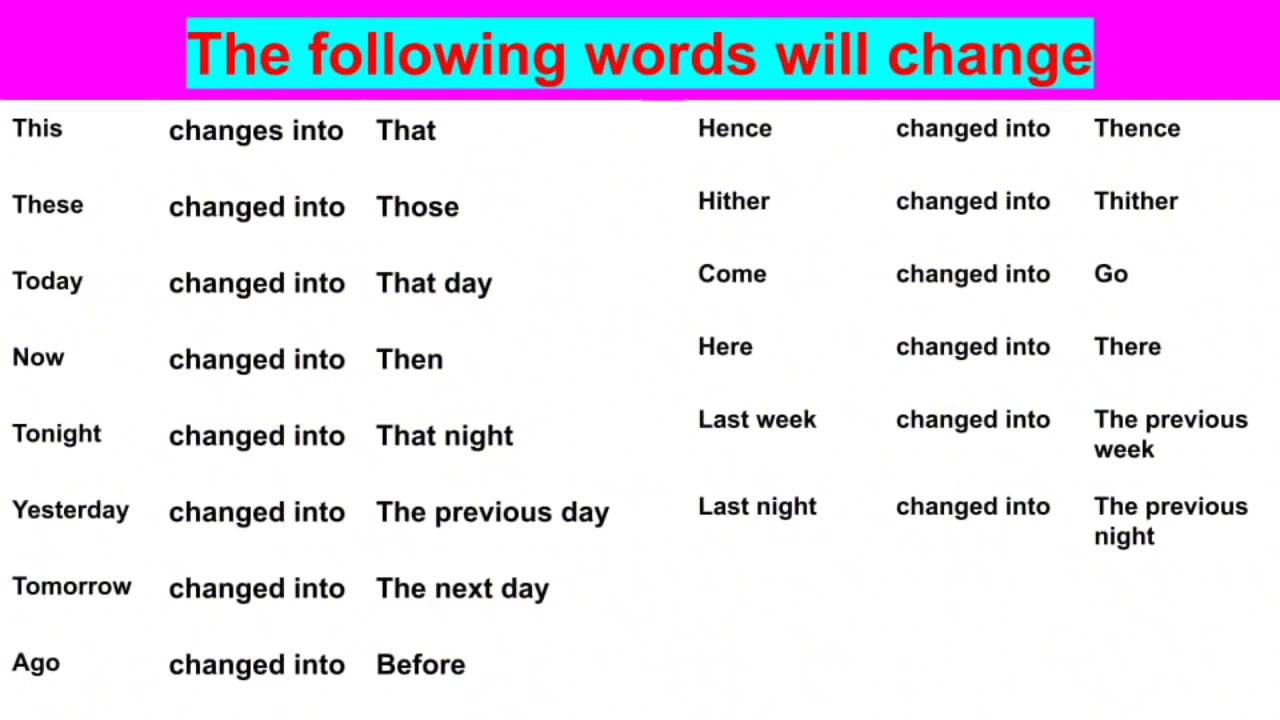 The following words will change
This changes into That
These changed into Those
Today changed into That day
Now changed into Then
Tonight changed into That night
Yesterday changed into The previous day
Tomorrow changed into The next day
Ago changed into Before
Hence changed into Thence
Hither changed into Thither
Come changed into Go
Here changed into There
Last week changed into The previous
week
Last night changed into The previous
night